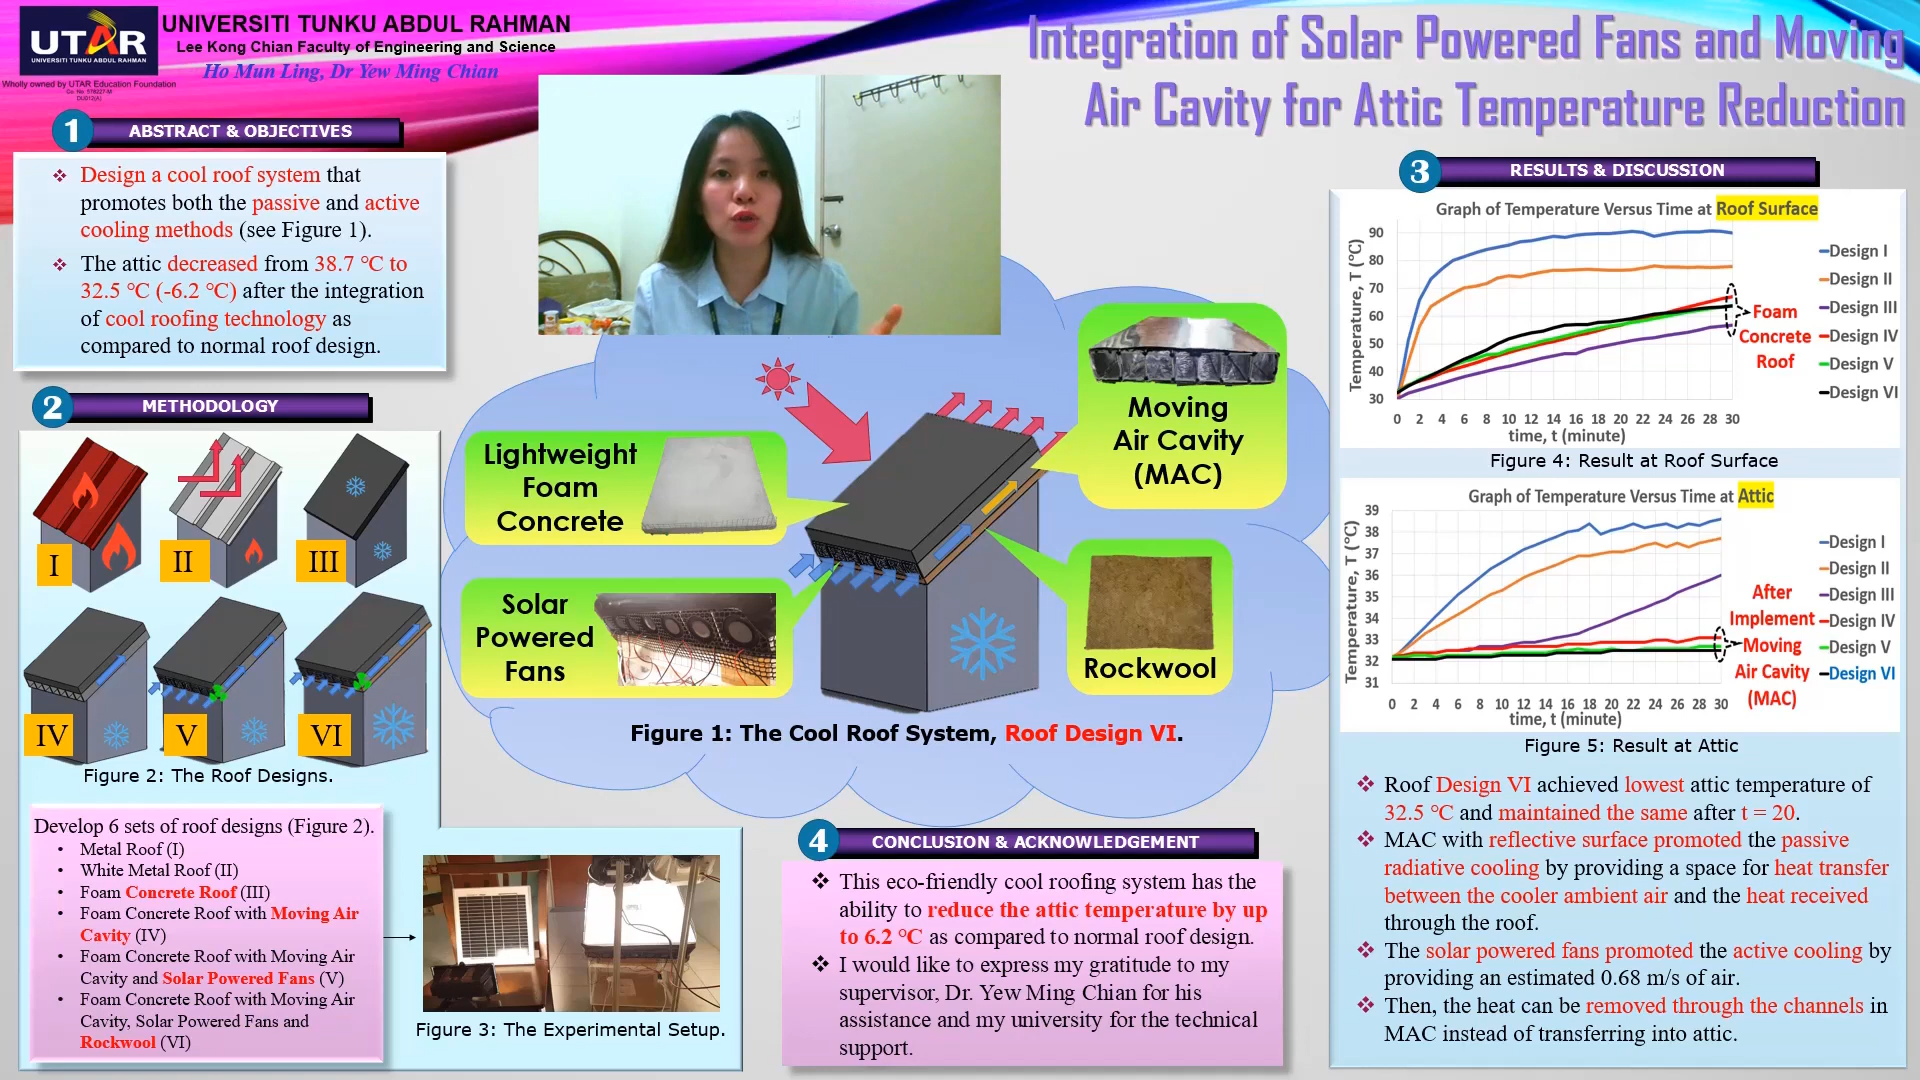 UTAR
UNIVERSITI TUNKU ABDUL RAHMAN
Wholly owned by UTAR Education Foundation
UNIVERSITI TUNKU ABDUL RAHMAN
Lee Kong Chian Faculty of Engineering and Science
Ho Mun Ling, Dr Yew Ming Chian
Integration of Solar Powered Fans and Moving
Air Cavity for Attic Temperature Reduction
1
ABSTRACT & OBJECTIVES
❖ Design a cool roof system that
promotes both the passive and active
cooling methods (see Figure 1).
❖ The attic decreased from 38.7 ℃ to
32.5 ℃ (-6.2 ℃) after the integration
of cool roofing technology as
compared to normal roof design.
2
METHODOLOGY
I
II
III
IV
V
VI
Figure 2: The Roof Designs.
Develop 6 sets of roof designs (Figure 2).
• Metal Roof (I)
• White Metal Roof (II)
• Foam Concrete Roof (III)
• Foam Concrete Roof with Moving Air
Cavity (IV)
• Foam Concrete Roof with Moving Air
Cavity and Solar Powered Fans (V)
• Foam Concrete Roof with Moving Air
Cavity, Solar Powered Fans and
Rockwool (VI)
Figure 3: The Experimental Setup.
Lightweight
Foam
Concrete
Solar
Powered
Fans
Moving
Air Cavity
(MAC)
Rockwool
Figure 1: The Cool Roof System, Roof Design VI.
4
CONCLUSION & ACKNOWLEDGEMENT
❖ This eco-friendly cool roofing system has the
ability to reduce the attic temperature by up
to 6.2 ℃ as compared to normal roof design.
❖ I would like to express my gratitude to my
supervisor, Dr. Yew Ming Chian for his
assistance and my university for the technical
support.
3
RESULTS & DISCUSSION
Graph of Temperature Versus Time at Roof Surface
Temperature, T (℃)
90
80
70
60
50
40
30
0 2 4 6 8 10 12 14 16 18 20 22 24 26 28 30
time, t (minute)
Design I
Design II
Design III
Design IV
Design V
Design VI
Foam
Concrete
Roof
Figure 4: Result at Roof Surface
Graph of Temperature Versus Time at Attic
Temperature, T (℃)
39
38
37
36
35
34
33
32
31
0 2 4 6 8 10 12 14 16 18 20 22 24 26 28 30
time, t (minute)
Design I
Design II
Design III
Design IV
Design V
Design VI
After
Implement
Moving
Air Cavity
(MAC)
Figure 5: Result at Attic
❖ Roof Design VI achieved lowest attic temperature of
32.5 ℃ and maintained the same after t = 20.
❖ MAC with reflective surface promoted the passive
radiative cooling by providing a space for heat transfer
between the cooler ambient air and the heat received
through the roof.
❖ The solar powered fans promoted the active cooling by
providing an estimated 0.68 m/s of air.
❖ Then, the heat can be removed through the channels in
MAC instead of transferring into attic.